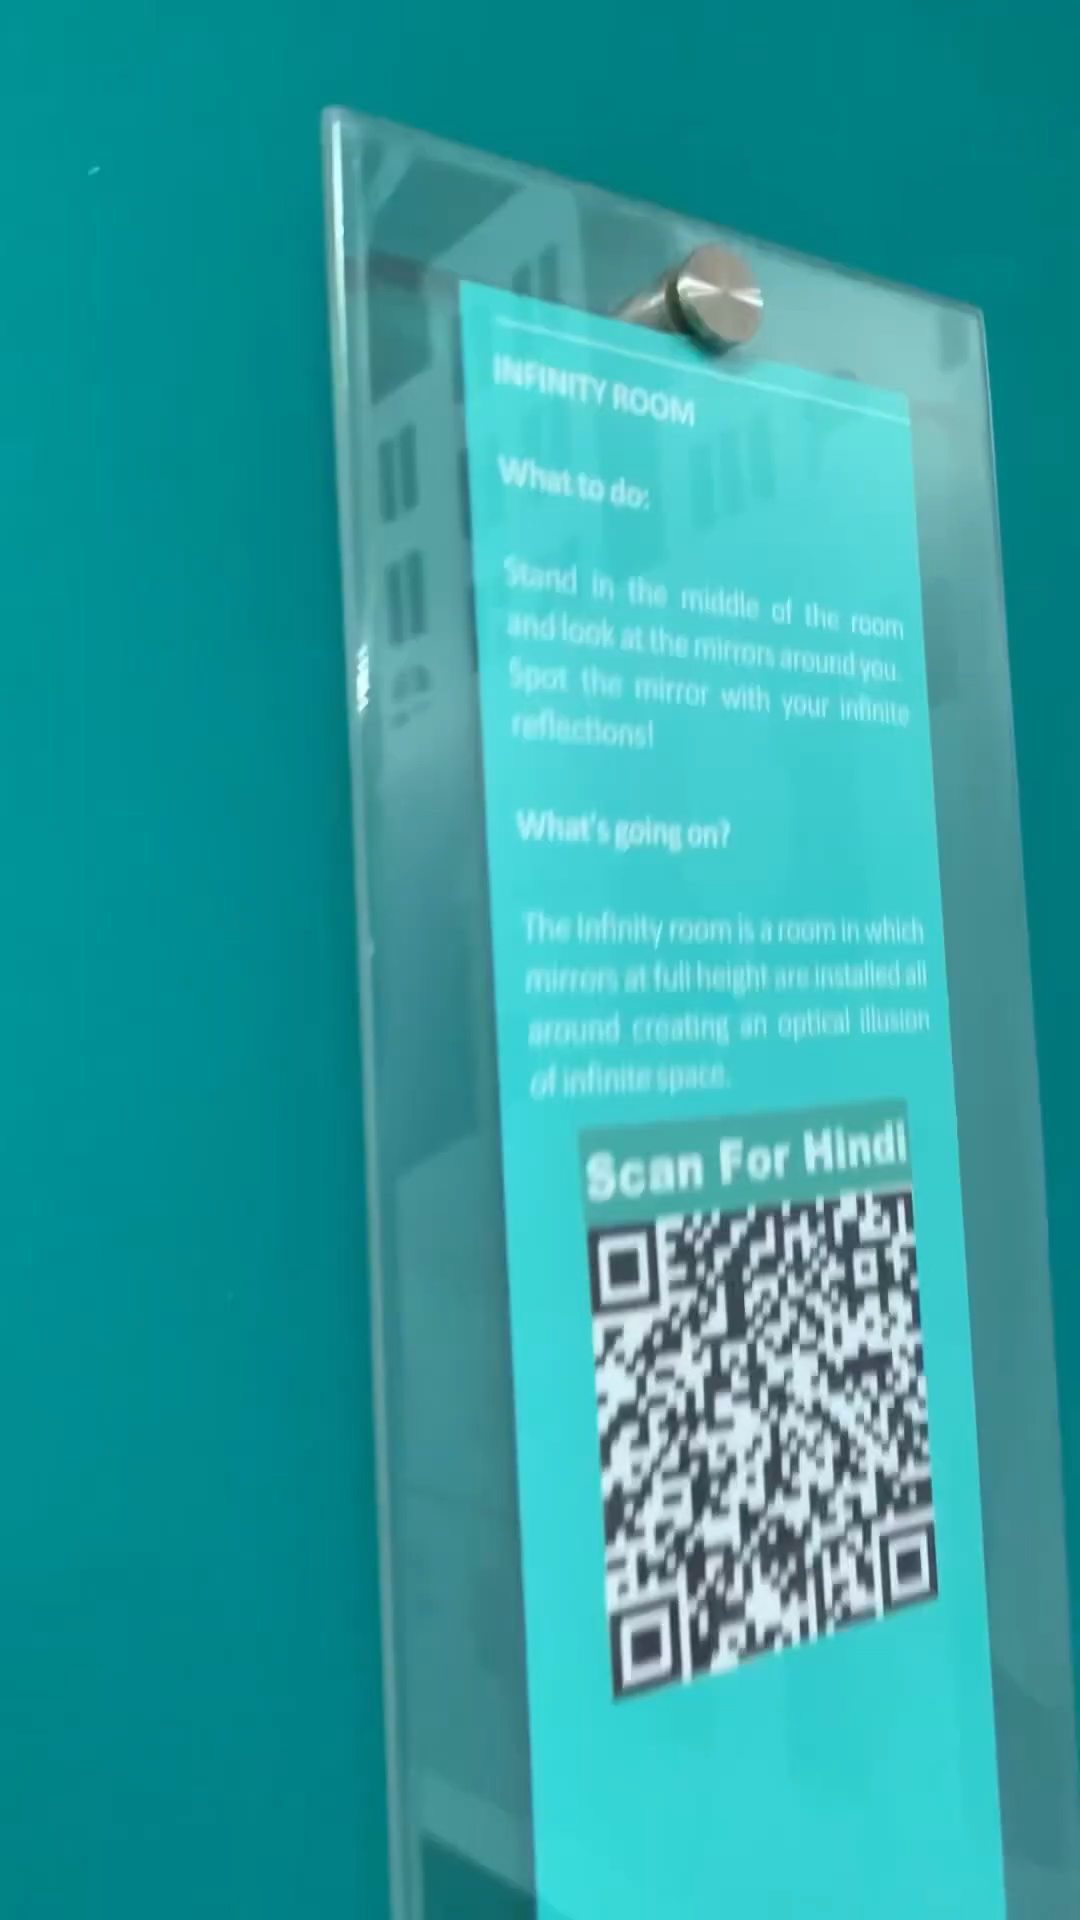 INFINITY ROOM
What to do:
Stand in the middle of the room
and look at the mirrors around you.
Spot the mirror with your infinite
reflections!
What's going on?
The Infinity room is a room in which
mirrors at full height are installed all
around creating an optical illusion
of infinite space.
Scan For Hindi